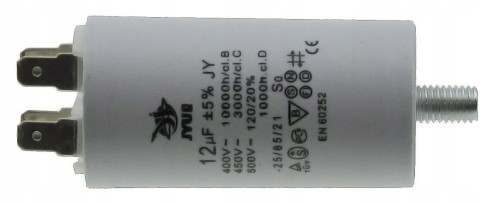 JYUL
12µF ±5% JY
400V~ 10000h/cl.B
450V~ 3000h/cl.C
500V~ 120/20% 1000h.cl.D
-25/85/21 S0
EN 60252